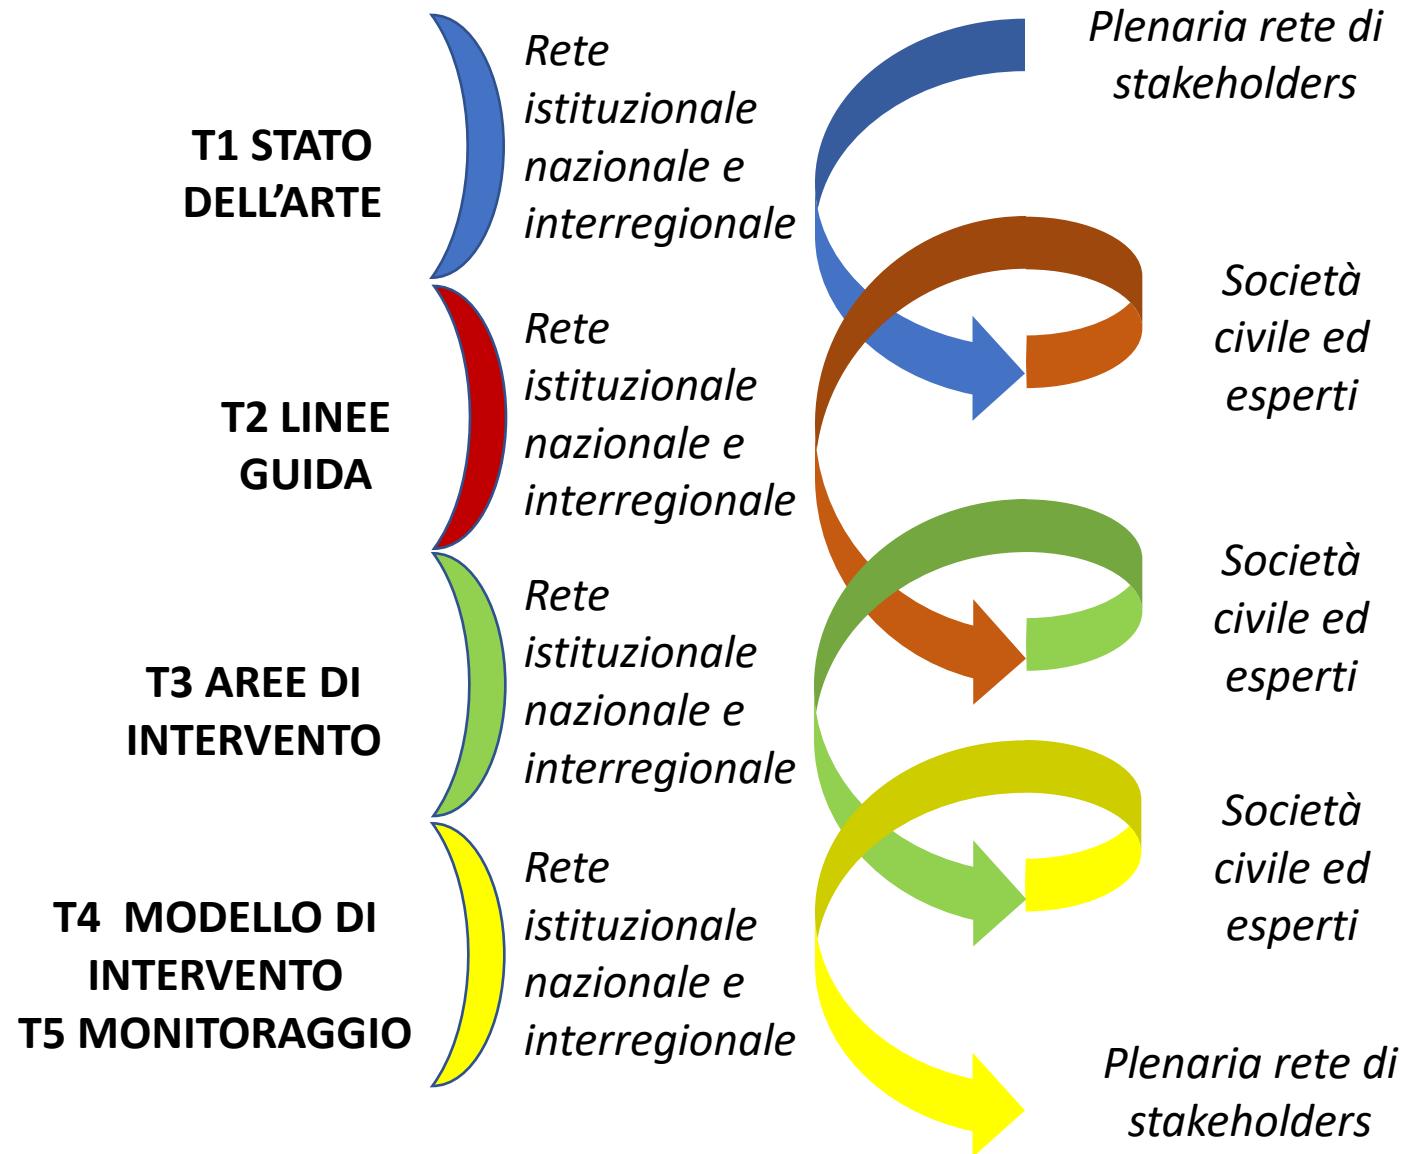 Plenaria rete di
stakeholders
T1 STATO
DELL’ARTE
Rete
istituzionale
nazionale e
interregionale
Società
civile ed
esperti
T2 LINEE
GUIDA
Rete
istituzionale
nazionale e
interregionale
Società
civile ed
esperti
T3 AREE DI
INTERVENTO
Rete
istituzionale
nazionale e
interregionale
Società
civile ed
esperti
T4  MODELLO DI
INTERVENTO
T5 MONITORAGGIO
Rete
istituzionale
nazionale e
interregionale
Plenaria rete di
stakeholders